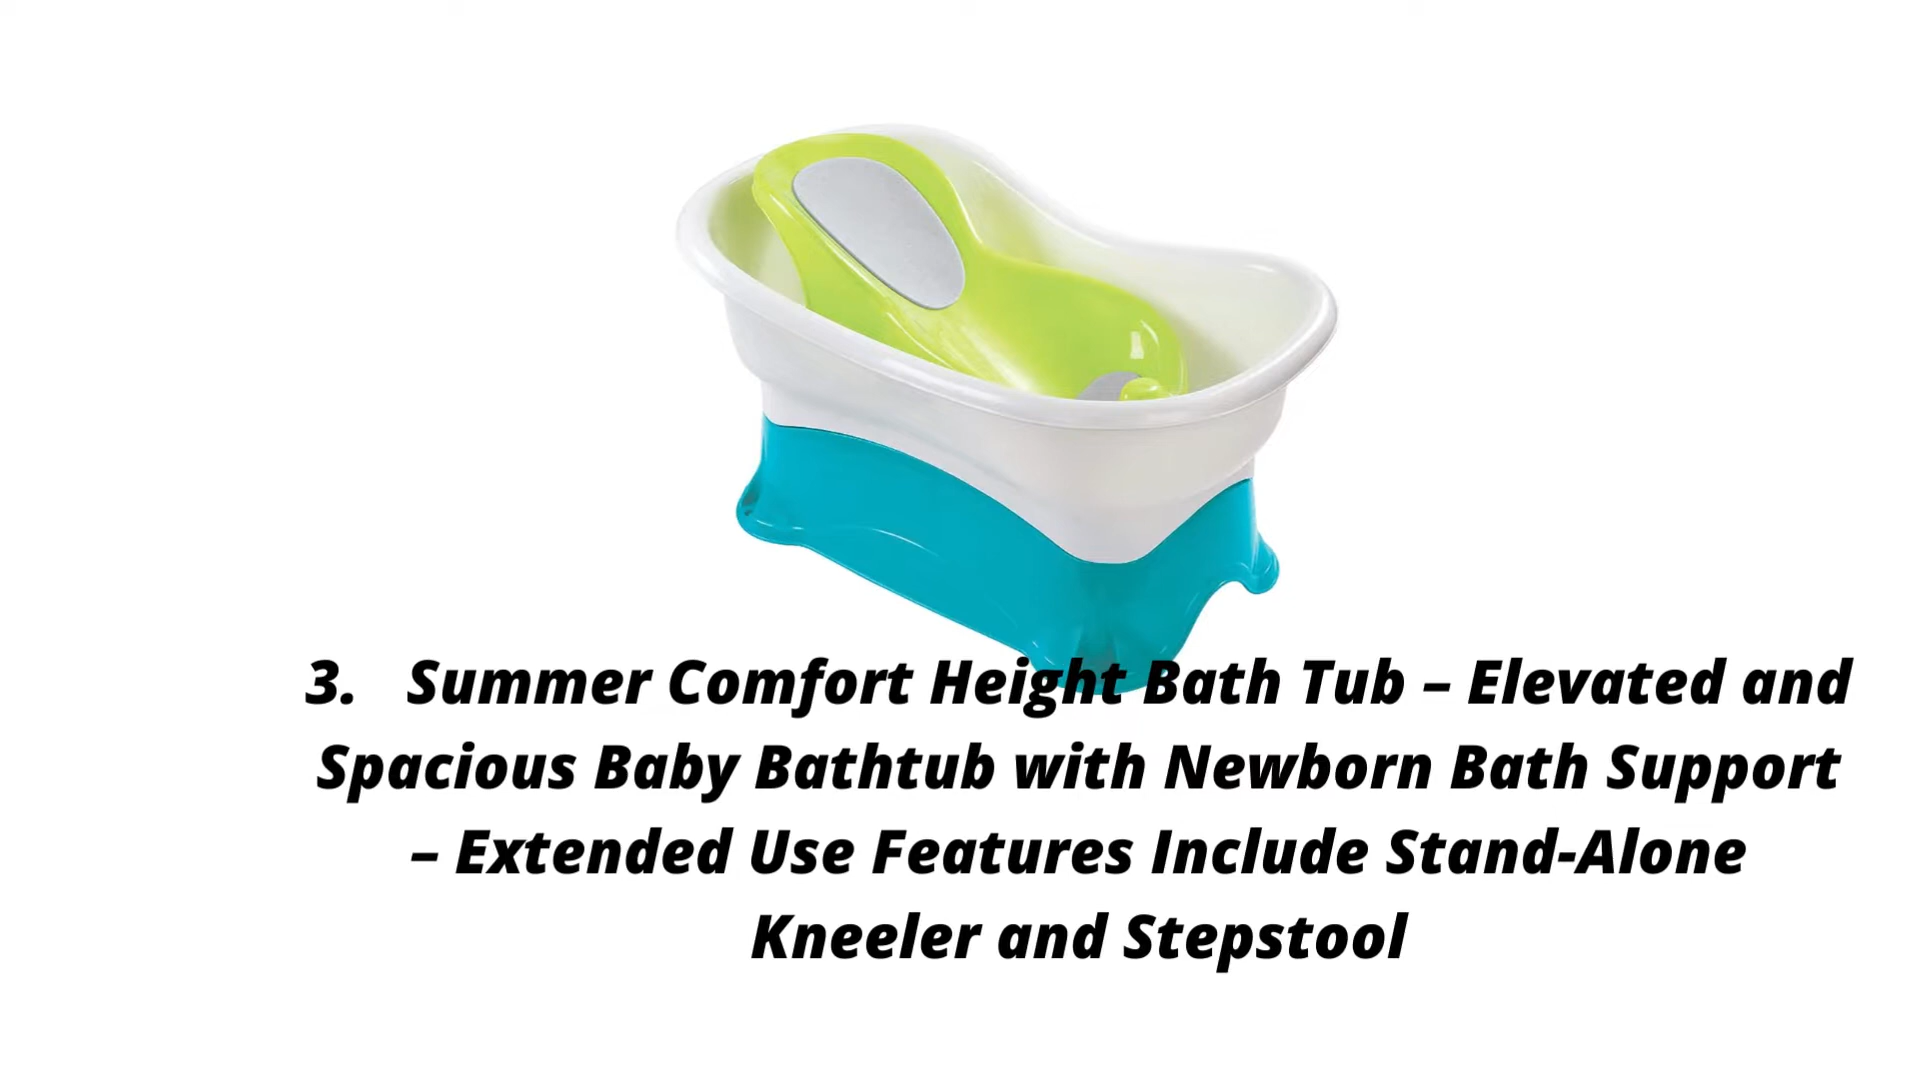 3. Summer Comfort Height Bath Tub – Elevated and
Spacious Baby Bathtub with Newborn Bath Support
– Extended Use Features Include Stand-Alone
Kneeler and Stepstool